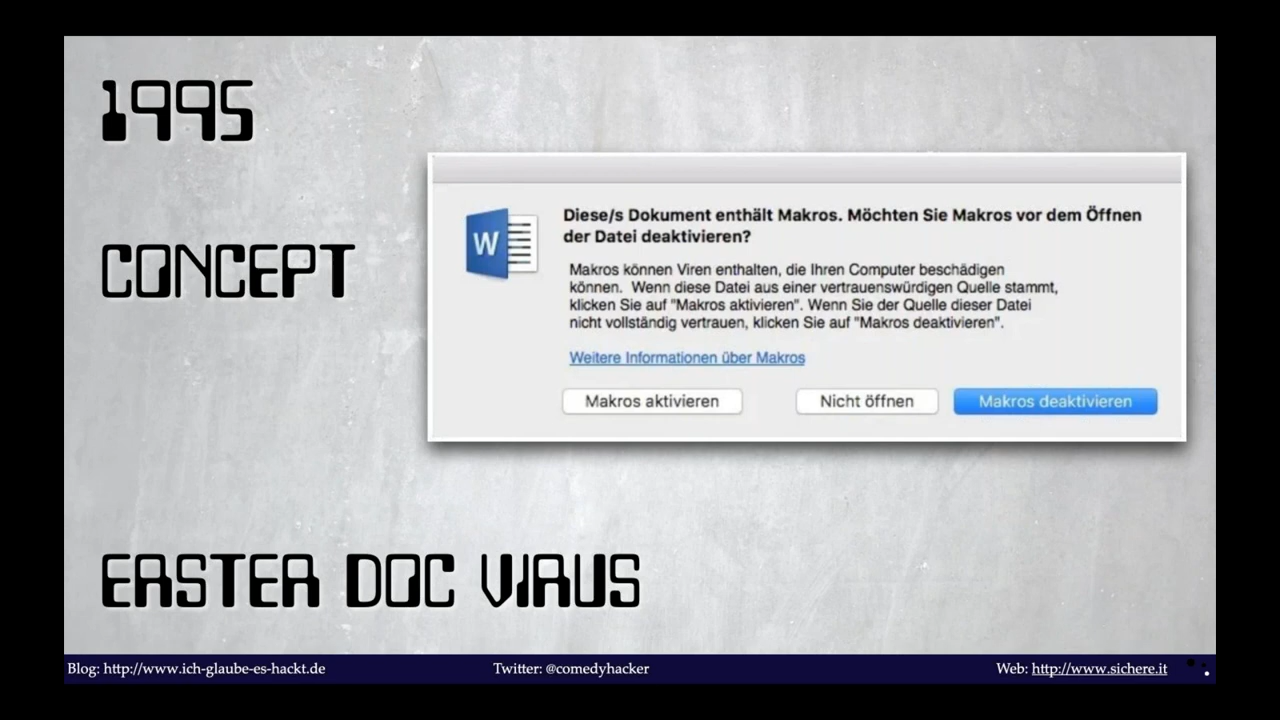 1995
CONCEPT
W
Diese/s Dokument enthält Makros. Möchten Sie Makros vor dem Öffnen
der Datei deaktivieren?
Makros können Viren enthalten, die Ihren Computer beschädigen
können. Wenn diese Datei aus einer vertrauenswürdigen Quelle stammt,
klicken Sie auf "Makros aktivieren". Wenn Sie der Quelle dieser Datei
nicht vollständig vertrauen, klicken Sie auf "Makros deaktivieren".
Weitere Informationen über Makros
Makros aktivieren Nicht öffnen Makros deaktivieren
ERSTER DOC VIRUS
Blog: http://www.ich-glaube-es-hackt.de Twitter: @comedyhacker Web: http://www.sichere.it